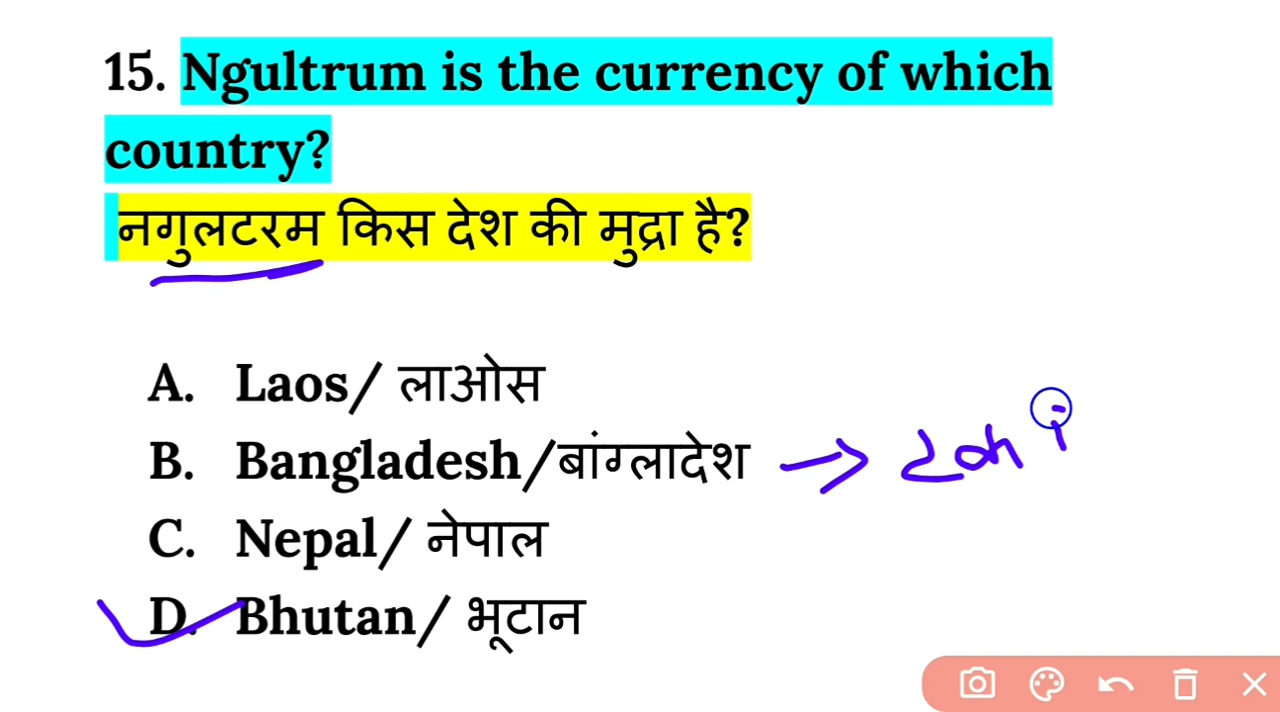 15. Ngultrum is the currency of which
country?
नगुलटरम किस देश की मुद्रा है?
A. Laos/ लाओस
B. Bangladesh/बांग्लादेश →
C. Nepal/ नेपाल
D. Bhutan/ भूटान